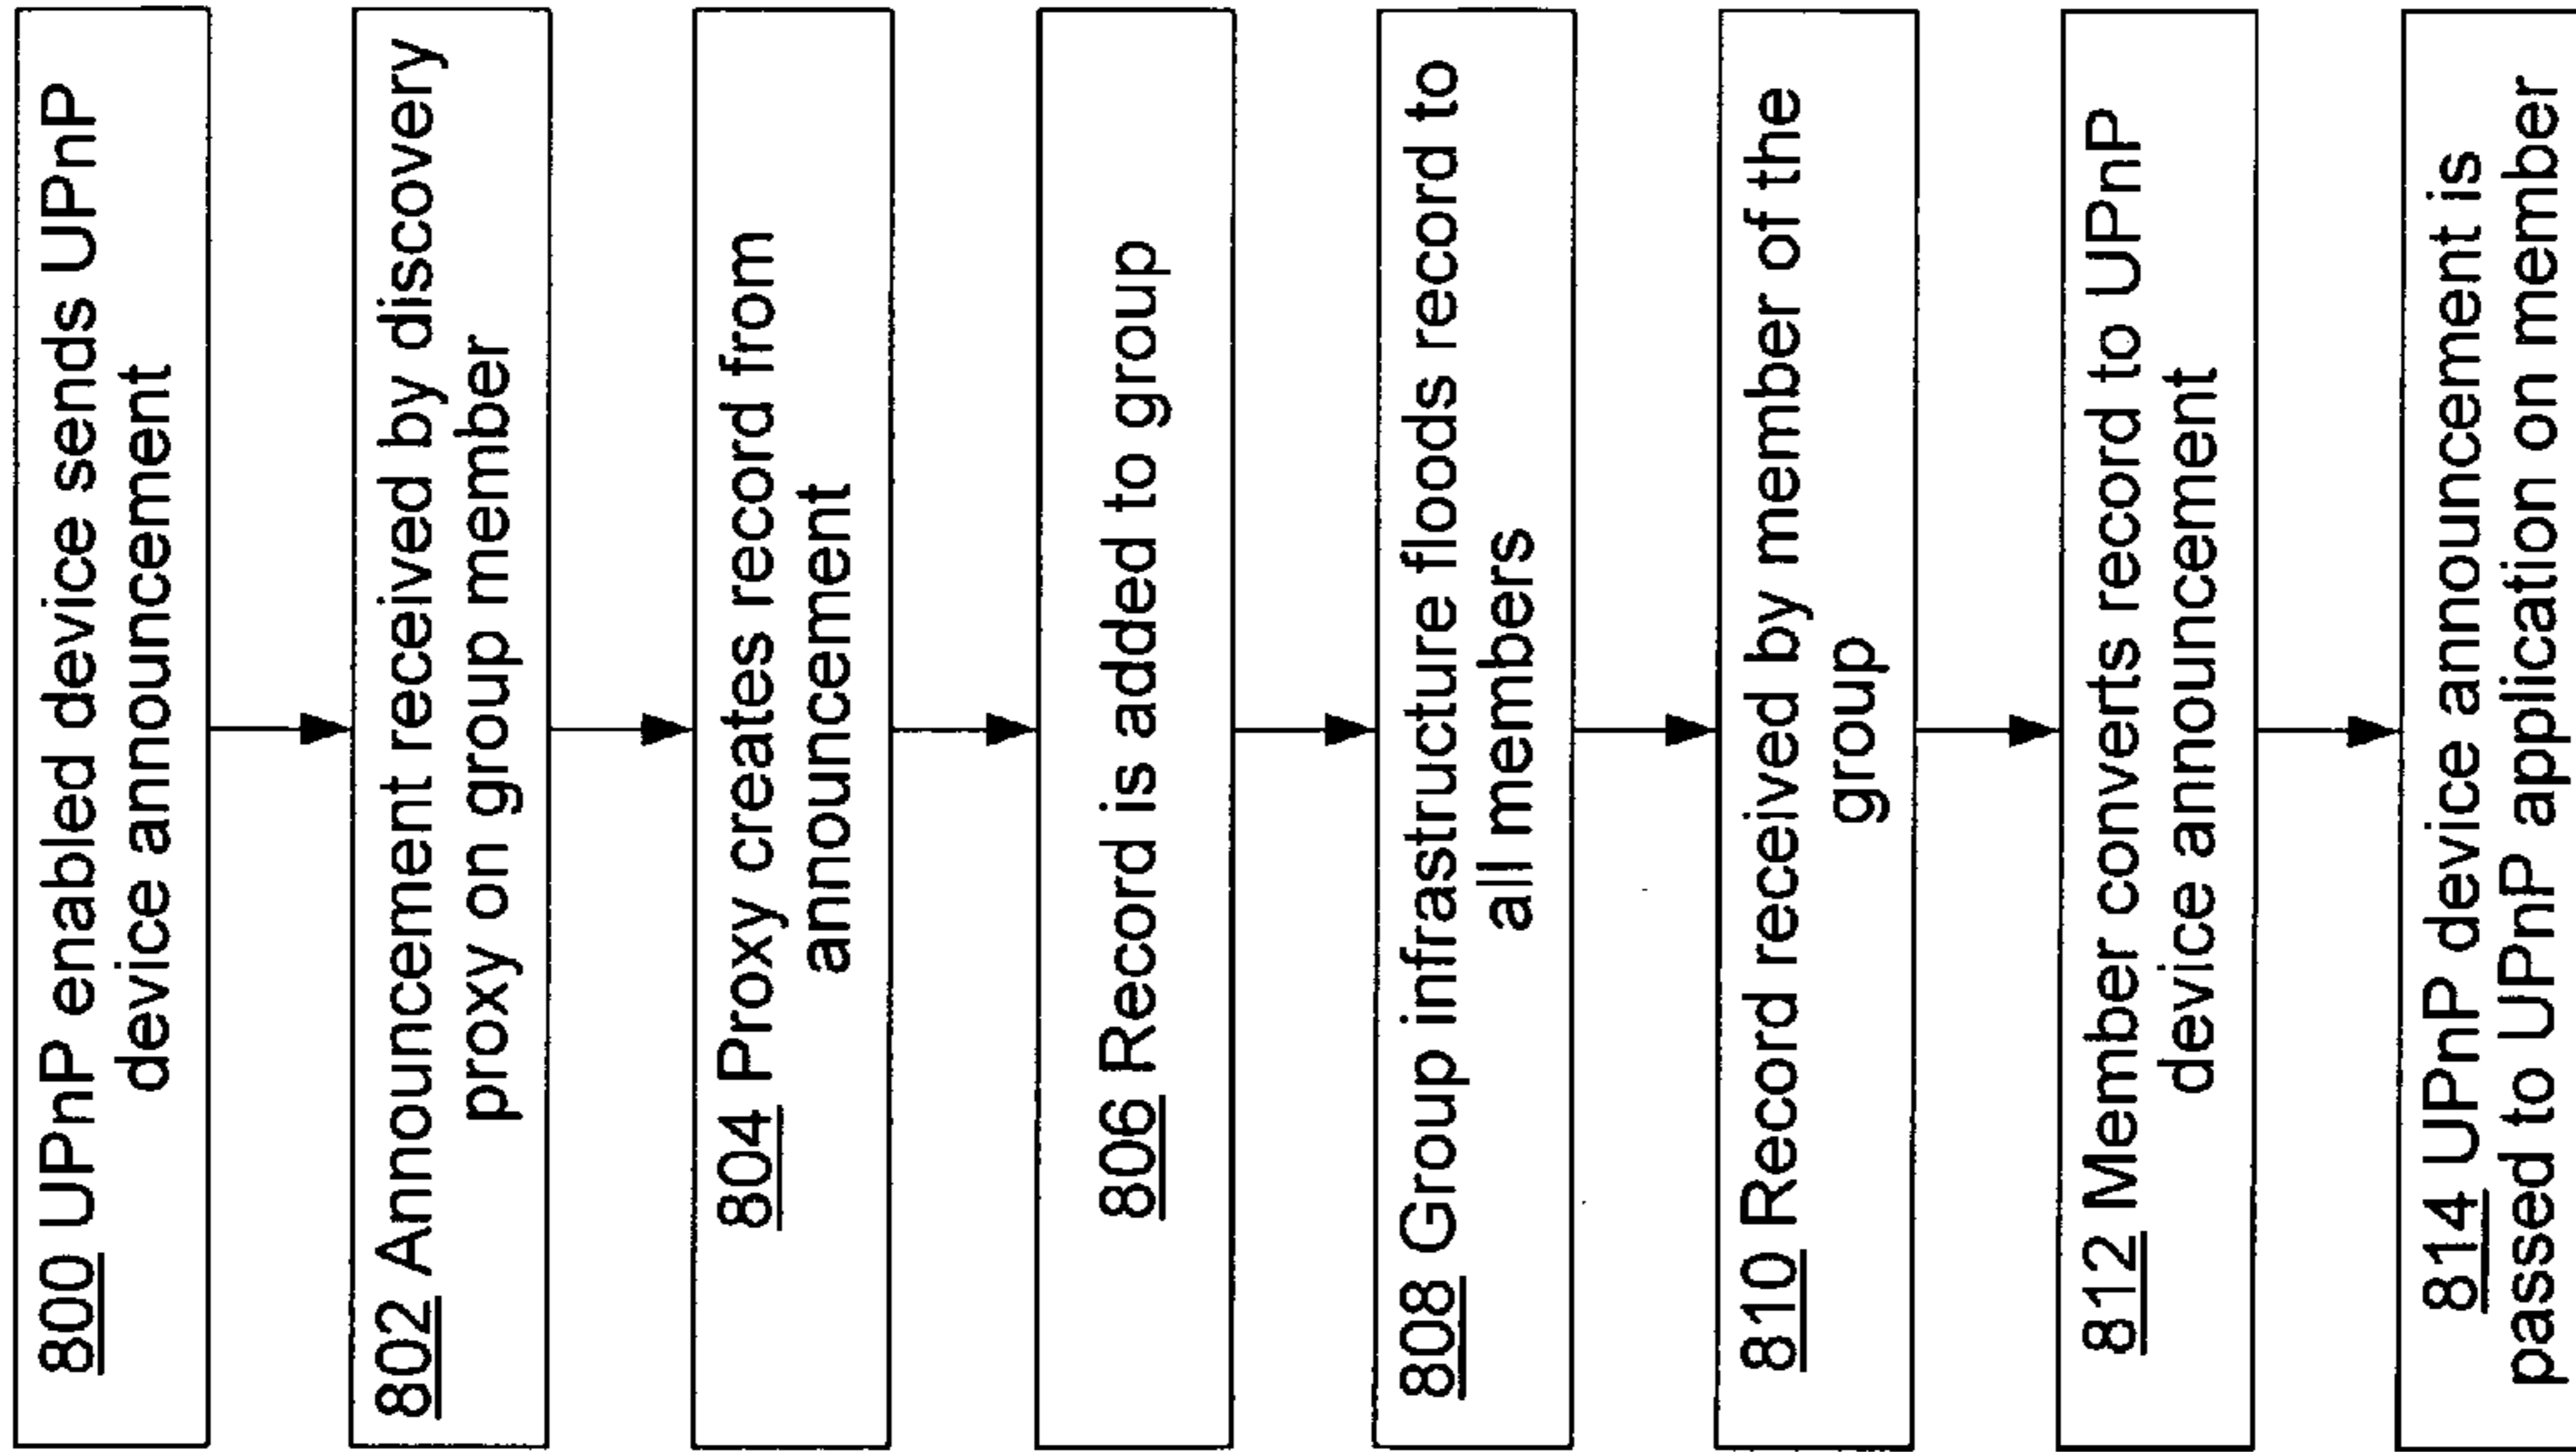 800 UPnP enabled device sends UPnP
device announcement
802 Announcement received by discovery
proxy on group member
804 Proxy creates record from
announcement
806 Record is added to group
808 Group infrastructure floods record to
all members
810 Record received by member of the
group
812 Member converts record to UPnP
device announcement
814 UPnP device announcement is
passed to UPnP application on member